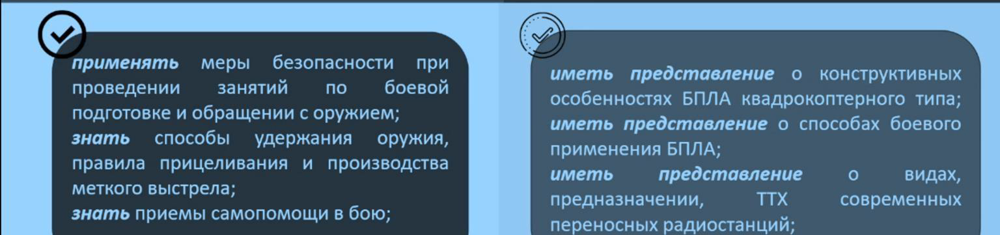 применять меры безопасности при
проведении занятий по боевой
подготовке и обращении с оружием;
знать способы удержания оружия,
правила прицеливания и производства
меткого выстрела;
знать приемы самопомощи в бою;
иметь представление о конструктивных
особенностях БПЛА квадрокоптерного типа;
иметь представление о способах боевого
применения БПЛА;
иметь представление о видах,
предназначении, ТТХ современных
переносных радиостанций;